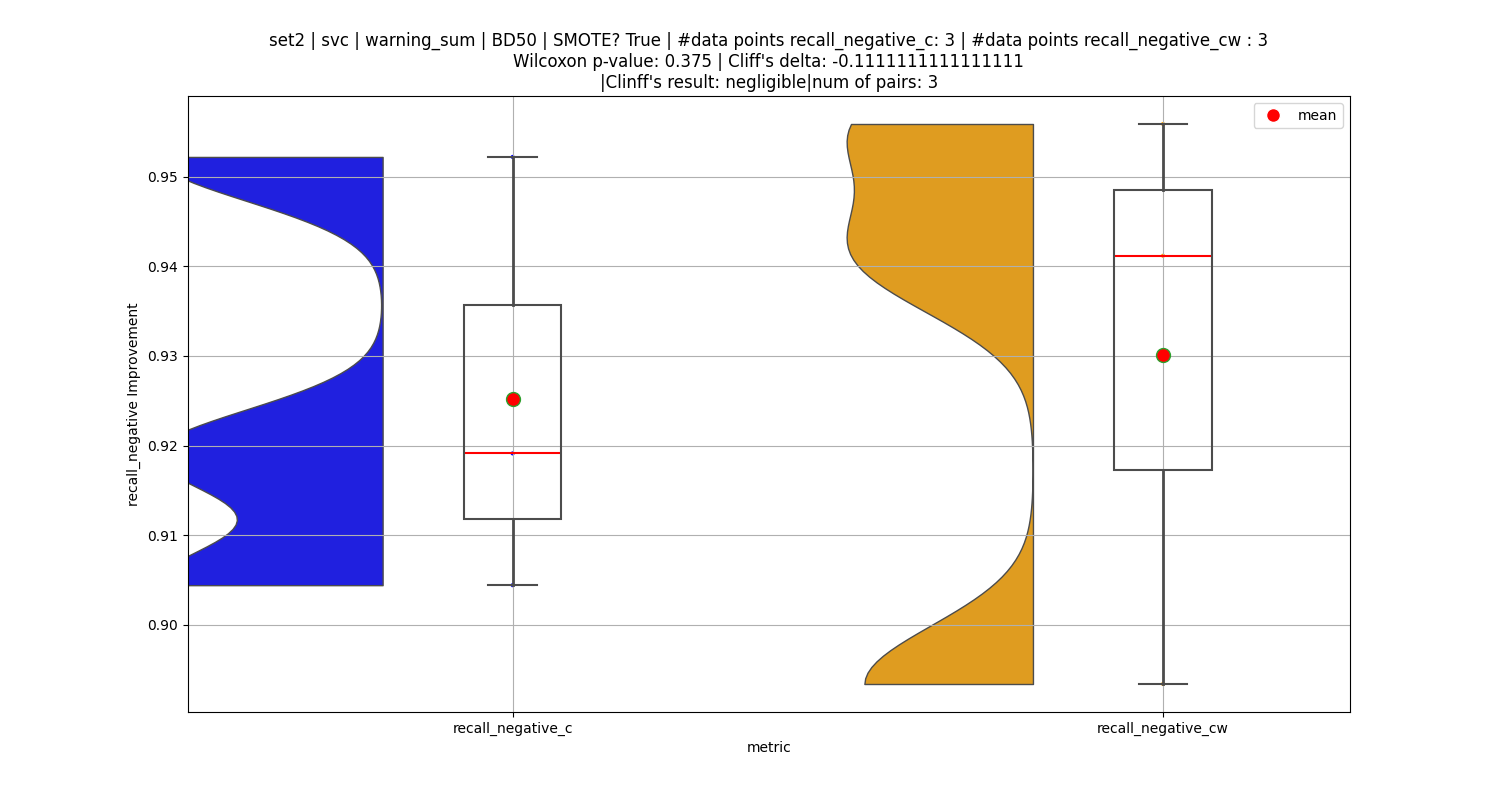 set2 | svc | warning_sum | BD50 | SMOTE? True | #data points recall_negative_c: 3 | #data points recall_negative_cw : 3
Wilcoxon p-value: 0.375 | Cliff's delta: -0.1111111111111111
|Clinff's result: negligible|num of pairs: 3
mean
0.95
0.94
0.93
0.92
0.91
0.90
recall_negative Improvement
recall_negative_c
recall_negative_cw
metric